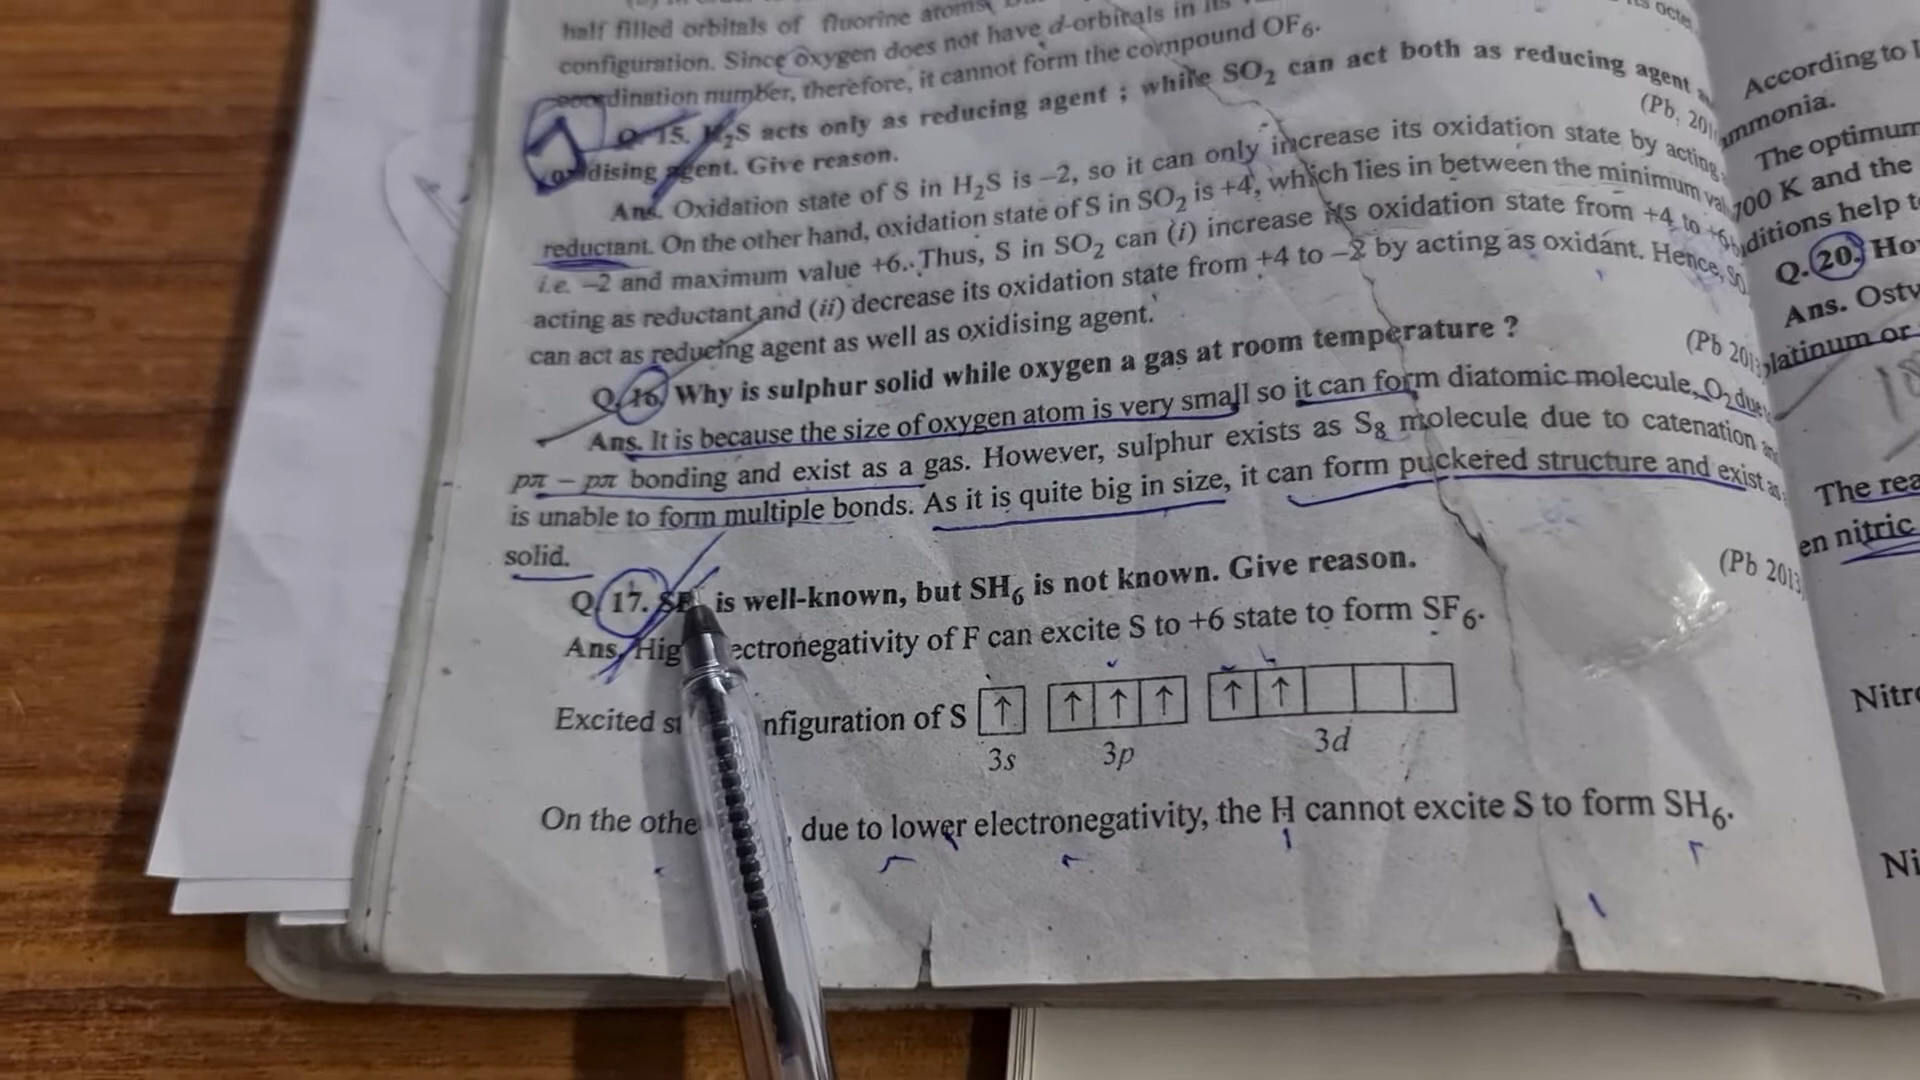 half filled orbitals of fluorine atoms.
configuration. Since oxygen does not have d-orbitals in its
coordination number, therefore, it cannot form the compound OF₆.
Q. 15. H₂S acts only as reducing agent ; while SO₂ can act both as reducing agent
oxidising agent. Give reason.
(Pb, 201
Ans. Oxidation state of S in H₂S is –2, so it can only increase its oxidation state by acting
reductant. On the other hand, oxidation state of S in SO₂ is +4, which lies in between the minimum
i.e. –2 and maximum value +6. Thus, S in SO₂ can (i) increase its oxidation state from +4 to +6
acting as reductant and (ii) decrease its oxidation state from +4 to –2 by acting as oxidant. Hence, SO
can act as reducing agent as well as oxidising agent.
Q. 16. Why is sulphur solid while oxygen a gas at room temperature ?
(Pb 2013
Ans. It is because the size of oxygen atom is very small so it can form diatomic molecule, O₂ due
pπ – pπ bonding and exist as a gas. However, sulphur exists as S₈ molecule due to catenation
is unable to form multiple bonds. As it is quite big in size, it can form puckered structure and exist as
solid.
Q. 17. SF is well-known, but SH₆ is not known. Give reason.
(Pb 2013
Ans. Hig ectronegativity of F can excite S to +6 state to form SF₆.
Excited st nfiguration of S ↑ ↑ ↑ ↑ ↑ ↑
3s 3p 3d
On the othe , due to lower electronegativity, the H cannot excite S to form SH₆.
According to
mmonia.
The optimum
700 K and the
ditions help t
Q. 20. Ho
Ans. Ostw
platinum or
The rea
en nitric
Nitro
Ni